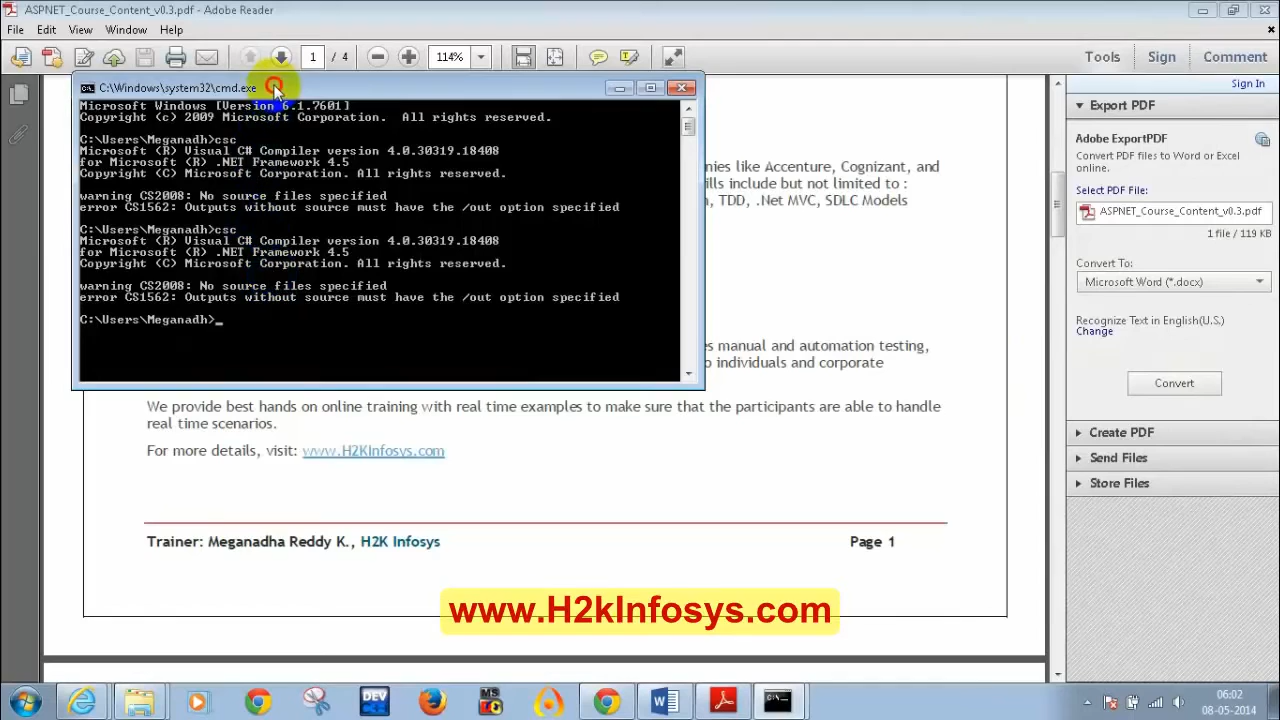 ASPNET_Course_Content_v0.3.pdf - Adobe Reader
File Edit View Window Help
1 / 4 114% Tools Sign Comment
C:\Windows\system32\cmd.exe
Microsoft Windows [Version 6.1.7601]
Copyright (c) 2009 Microsoft Corporation. All rights reserved.
C:\Users\Meganadh>csc
Microsoft (R) Visual C# Compiler version 4.0.30319.18408
for Microsoft (R) .NET Framework 4.5
Copyright (C) Microsoft Corporation. All rights reserved.
warning CS2008: No source files specified
error CS1562: Outputs without source must have the /out option specified
C:\Users\Meganadh>csc
Microsoft (R) Visual C# Compiler version 4.0.30319.18408
for Microsoft (R) .NET Framework 4.5
Copyright (C) Microsoft Corporation. All rights reserved.
warning CS2008: No source files specified
error CS1562: Outputs without source must have the /out option specified
C:\Users\Meganadh>_
nies like Accenture, Cognizant, and
ills include but not limited to :
, TDD, .Net MVC, SDLC Models
es manual and automation testing,
o individuals and corporate
We provide best hands on online training with real time examples to make sure that the participants are able to handle
real time scenarios.
For more details, visit: www.H2KInfosys.com
Trainer: Meganadha Reddy K., H2K Infosys Page 1
www.H2kInfosys.com
Sign In
Export PDF
Adobe ExportPDF
Convert PDF files to Word or Excel
online.
Select PDF File:
ASPNET_Course_Content_v0.3.pdf
1 file / 119 KB
Convert To:
Microsoft Word (*.docx)
Recognize Text in English(U.S.)
Change
Convert
Create PDF
Send Files
Store Files
DEV
MS
06:02
08-05-2014